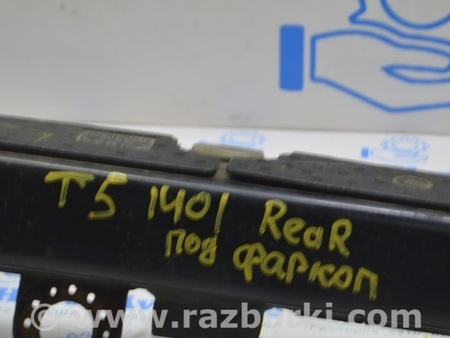 T5 1401 ReaR
под фаркоп
© www.razborki.com